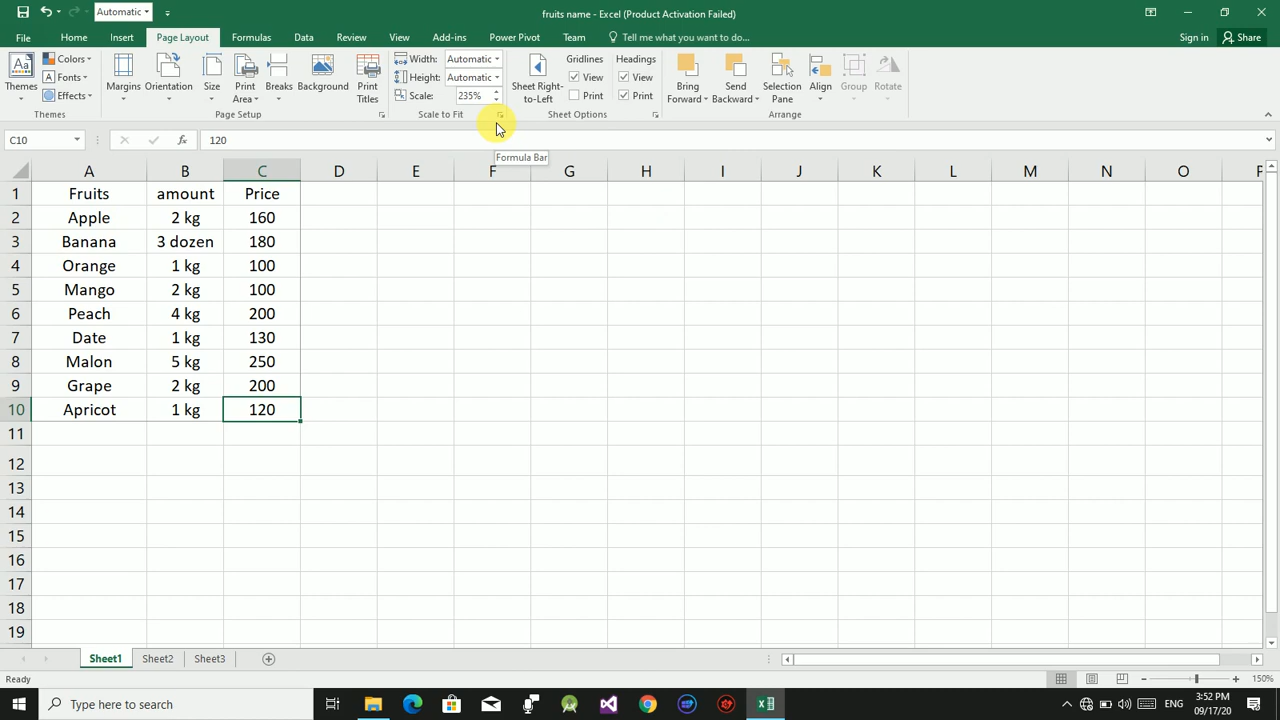 Automatic
fruits name - Excel (Product Activation Failed)
File Home Insert Page Layout Formulas Data Review View Add-ins Power Pivot Team Tell me what you want to do... Sign in Share
Themes
Colors
Fonts
Effects
Margins
Orientation
Size
Print Area
Breaks
Background
Print Titles
Width: Automatic
Height: Automatic
Scale: 235%
Sheet Right-to-Left
Gridlines
View
Print
Headings
View
Print
Bring Forward
Send Backward
Selection Pane
Align
Group
Rotate
Themes Page Setup Scale to Fit Sheet Options Arrange
C10 fx 120
Formula Bar
A B C D E F G H I J K L M N O P
1 Fruits amount Price
2 Apple 2 kg 160
3 Banana 3 dozen 180
4 Orange 1 kg 100
5 Mango 2 kg 100
6 Peach 4 kg 200
7 Date 1 kg 130
8 Malon 5 kg 250
9 Grape 2 kg 200
10 Apricot 1 kg 120
11
12
13
14
15
16
17
18
19
Sheet1 Sheet2 Sheet3
Ready 150%
Type here to search
ENG
3:52 PM
09/17/20